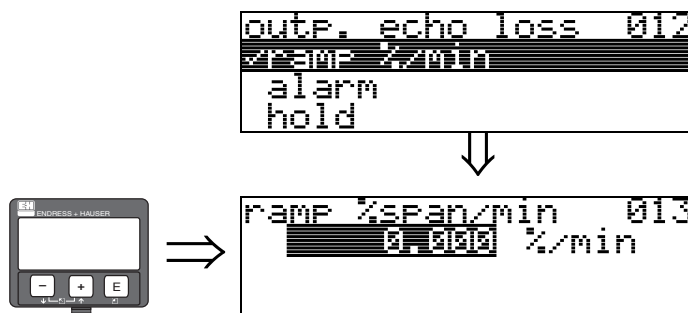 outp. echo loss 012
✓ramp %/min
alarm
hold
ENDRESS + HAUSER
- + E
ramp %span/min 013
0.000 %/min